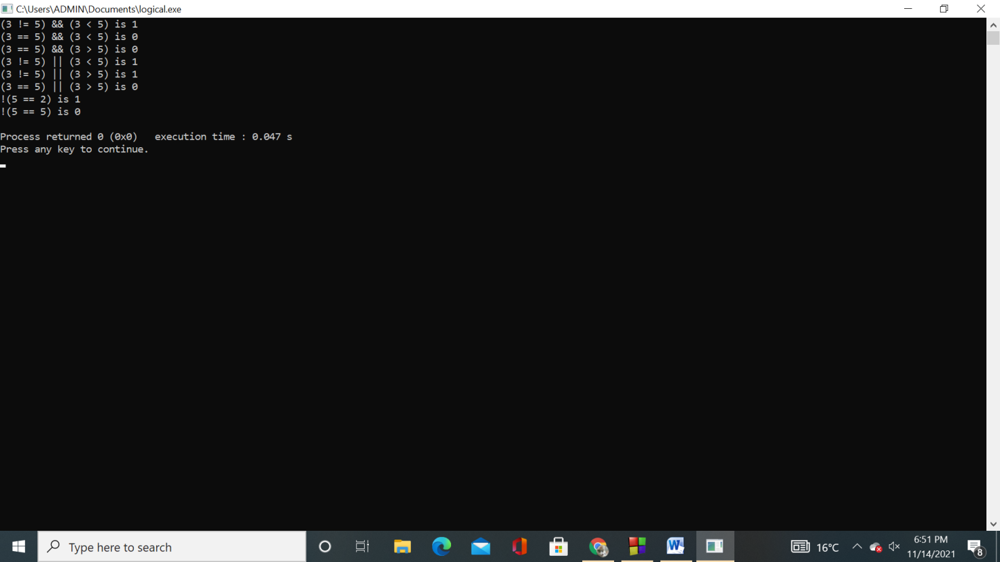 C:\Users\ADMIN\Documents\logical.exe
(3 != 5) && (3 < 5) is 1
(3 == 5) && (3 < 5) is 0
(3 == 5) && (3 > 5) is 0
(3 != 5) || (3 < 5) is 1
(3 != 5) || (3 > 5) is 1
(3 == 5) || (3 > 5) is 0
!(5 == 2) is 1
!(5 == 5) is 0
Process returned 0 (0x0)   execution time : 0.047 s
Press any key to continue.
Type here to search
W
16°C
6:51 PM
11/14/2021
8